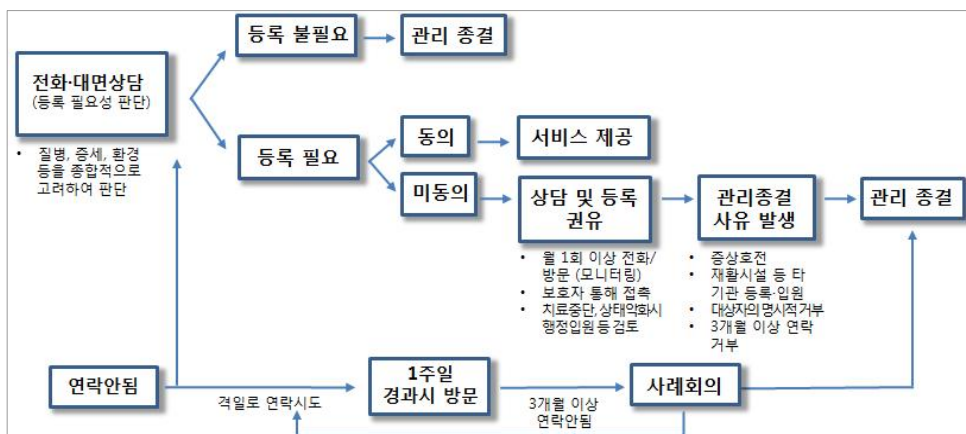 등록 불필요
관리 종결
전화·대면상담
(등록 필요성 판단)
• 질병, 증세, 환경
등을 종합적으로
고려하여 판단
등록 필요
동의
서비스 제공
미동의
상담 및 등록
권유
• 월 1회 이상 전화/
방문 (모니터링)
• 보호자 통해 접촉
• 치료중단, 상태악화시
행정입원 등 검토
관리종결
사유 발생
• 증상호전
• 재활시설 등 타
기관 등록·입원
• 대상자의 명시적거부
• 3개월 이상 연락
거부
관리 종결
연락안됨
격일로 연락시도
1주일
경과시 방문
3개월 이상
연락안됨
사례회의